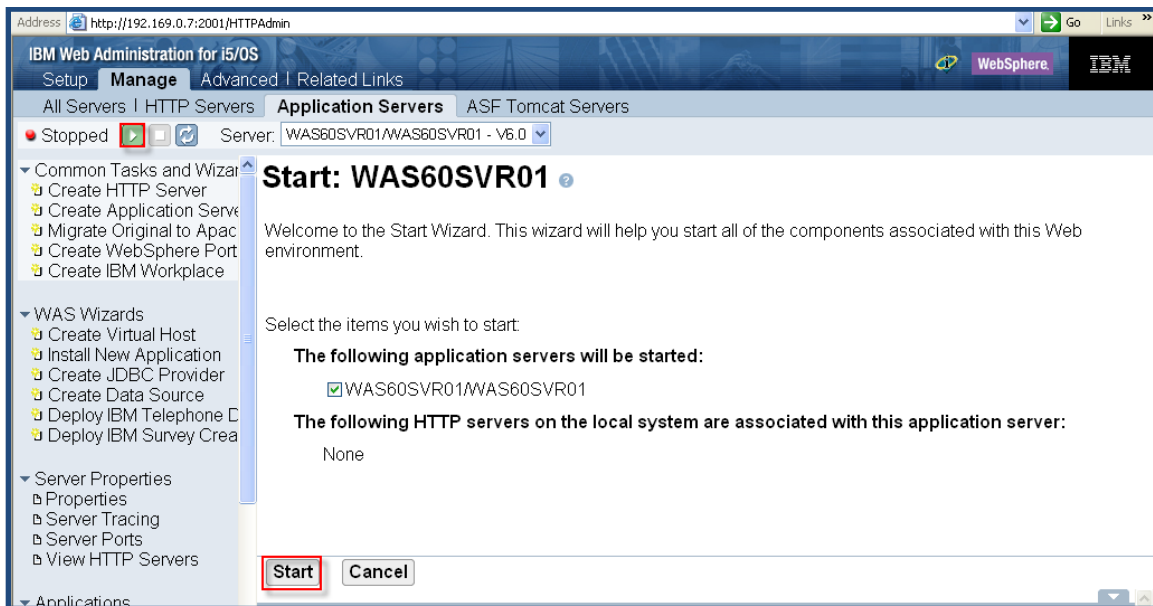 Address http://192.169.0.7:2001/HTTPAdmin Go Links »
IBM Web Administration for i5/OS
WebSphere. IBM
Setup Manage Advanced | Related Links
All Servers | HTTP Servers Application Servers ASF Tomcat Servers
Stopped Server: WAS60SVR01/WAS60SVR01 - V6.0
Common Tasks and Wizar
Create HTTP Server
Create Application Serve
Migrate Original to Apac
Create WebSphere Port
Create IBM Workplace
WAS Wizards
Create Virtual Host
Install New Application
Create JDBC Provider
Create Data Source
Deploy IBM Telephone D
Deploy IBM Survey Crea
Server Properties
Properties
Server Tracing
Server Ports
View HTTP Servers
Applications
Start: WAS60SVR01 ?
Welcome to the Start Wizard. This wizard will help you start all of the components associated with this Web
environment.
Select the items you wish to start:
The following application servers will be started:
WAS60SVR01/WAS60SVR01
The following HTTP servers on the local system are associated with this application server:
None
Start Cancel